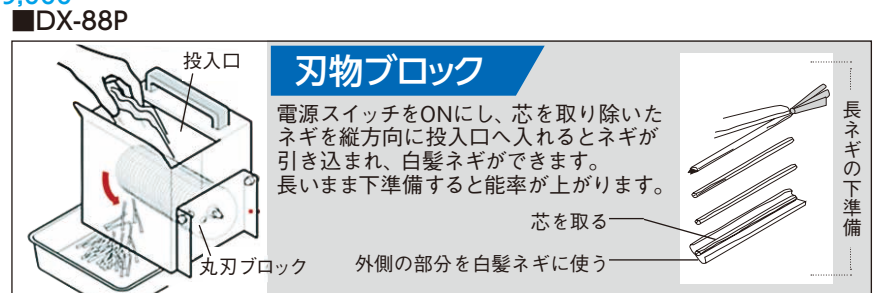 ■DX-88P
投入口
刃物ブロック
電源スイッチをONにし、芯を取り除いた
ネギを縦方向に投入口へ入れるとネギが
引き込まれ、白髪ネギができます。
長いまま下準備すると能率が上がります。
芯を取る
外側の部分を白髪ネギに使う
丸刃ブロック
長ネギの下準備